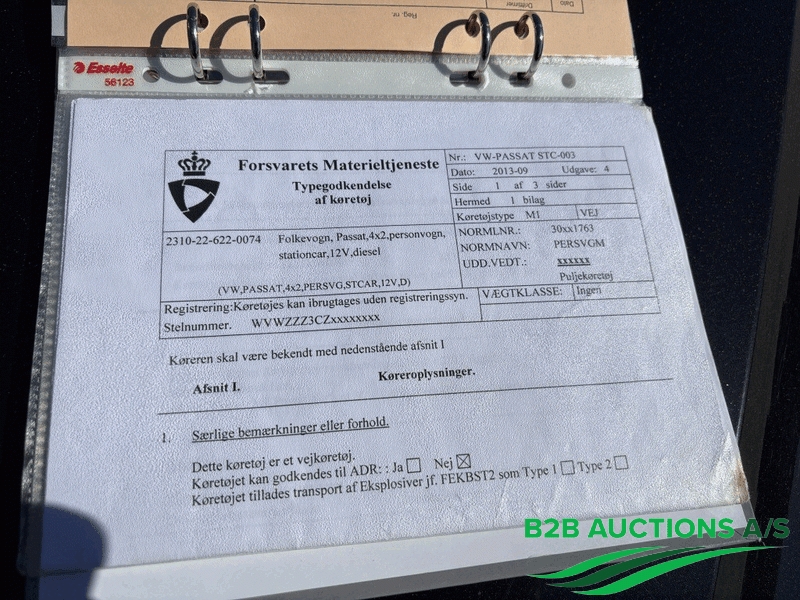 Dato
Drifttimer
Reg. nr.
Esselte
56123
Forsvarets Materieltjeneste
Typegodkendelse
af køretøj
Nr.: VW-PASSAT STC-003
Dato: 2013-09 Udgave: 4
Side 1 af 3 sider
Hermed 1 bilag
Køretøjstype M1 VEJ
2310-22-622-0074 Folkevogn, Passat,4x2,personvogn,
stationcar,12V,diesel
(VW,PASSAT,4x2,PERSVG,STCAR,12V,D)
NORMLNR.: 30xx1763
NORMNAVN: PERSVGM
UDD.VEDT.: xxxxxx
Puljekøretøj
Registrering:Køretøjes kan ibrugtages uden registreringssyn.
Stelnummer. WVWZZZ3CZxxxxxxxx
VÆGTKLASSE: Ingen
Køreren skal være bekendt med nedenstående afsnit I
Afsnit I. Køreroplysninger.
1. Særlige bemærkninger eller forhold.
Dette køretøj er et vejkøretøj.
Køretøjet kan godkendes til ADR: : Ja Nej
Køretøjet tillades transport af Eksplosiver jf. FEKBST2 som Type 1 Type 2
B2B AUCTIONS A/S